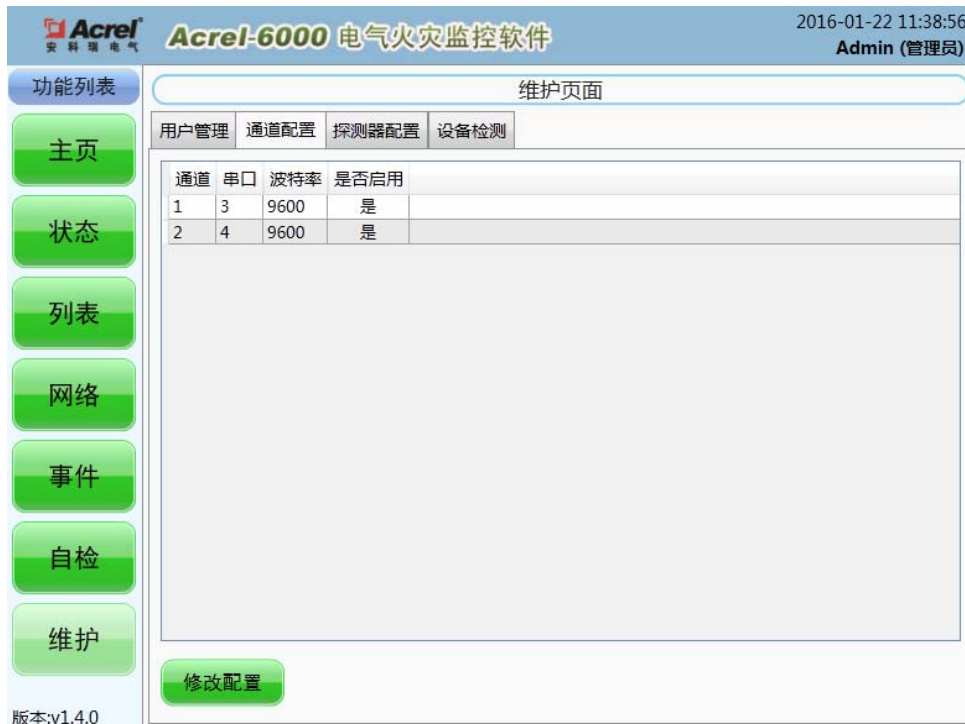 Acrel
安科瑞电气
Acrel-6000 电气火灾监控软件
2016-01-22 11:38:56
Admin (管理员)
功能列表
主页
状态
列表
网络
事件
自检
维护
版本:v1.4.0
维护页面
用户管理 通道配置 探测器配置 设备检测
通道 串口 波特率 是否启用
1 3 9600 是
2 4 9600 是
修改配置